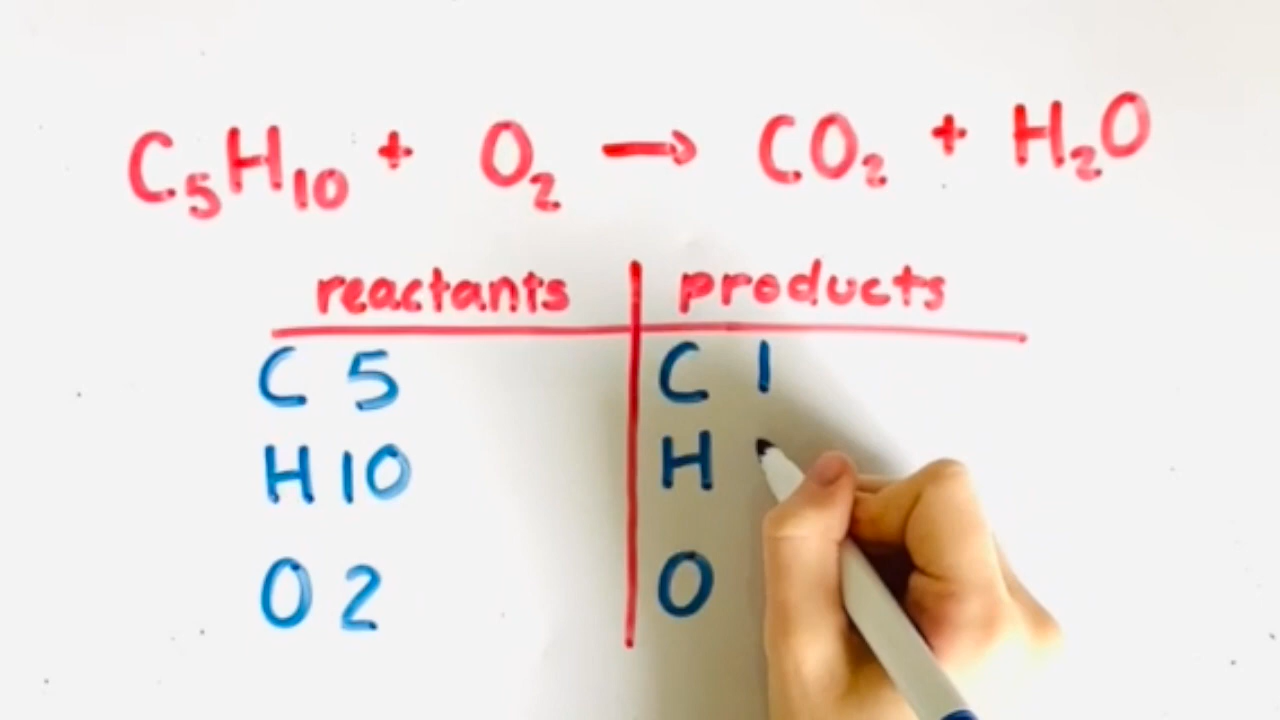 C₅H₁₀ + O₂ → CO₂ + H₂O
reactants products
C 5 C 1
H 10 H
O 2 O